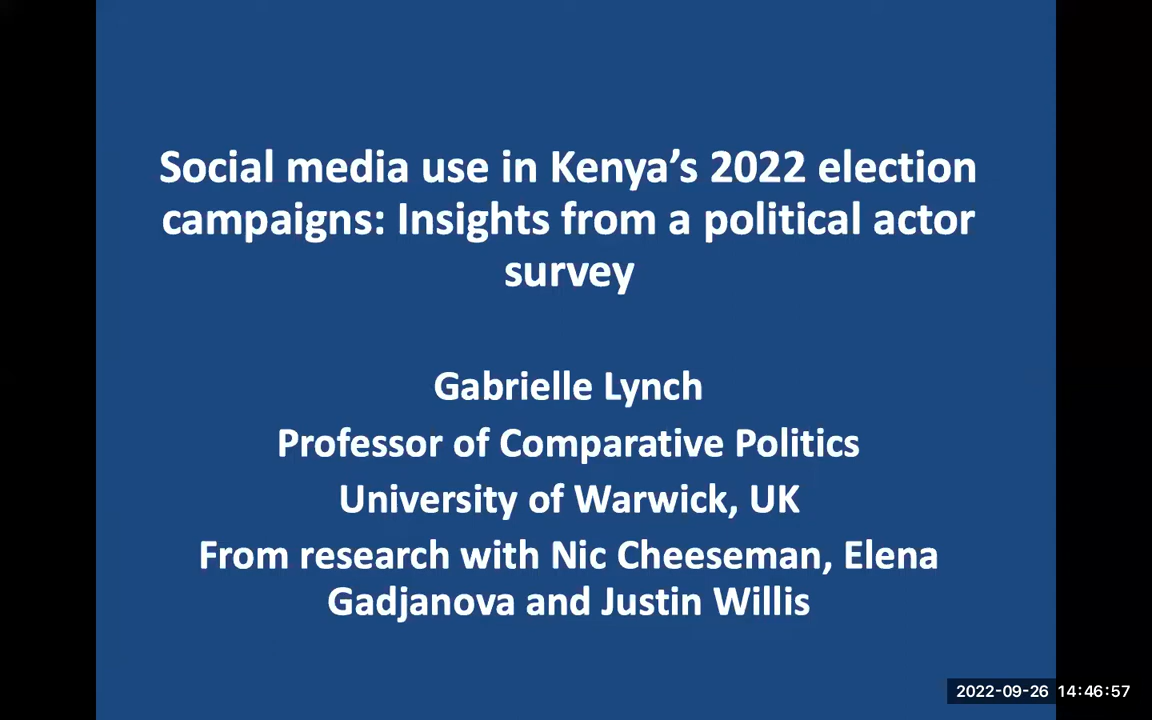 Social media use in Kenya’s 2022 election
campaigns: Insights from a political actor
survey
Gabrielle Lynch
Professor of Comparative Politics
University of Warwick, UK
From research with Nic Cheeseman, Elena
Gadjanova and Justin Willis
2022-09-26 14:46:57